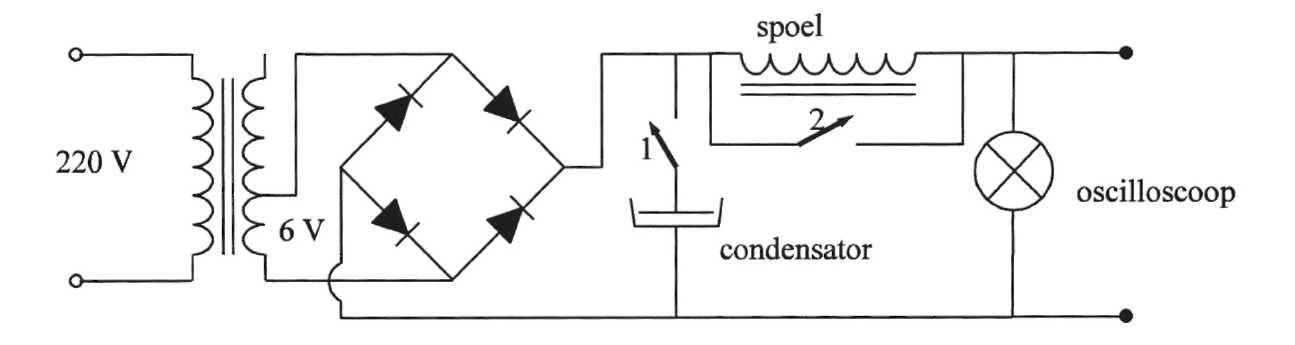 spoel
220 V
6 V
1
2
condensator
oscilloscoop